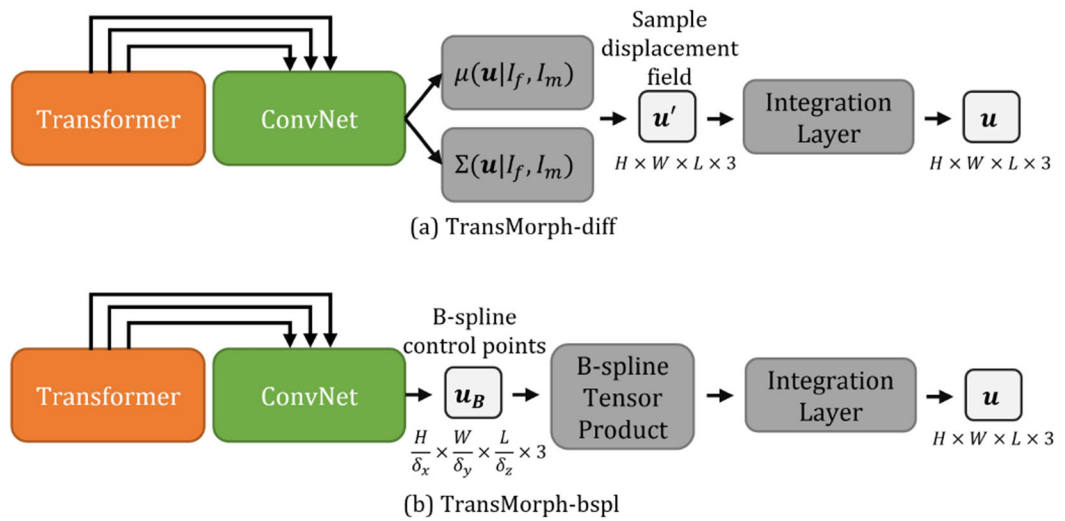 Sample
displacement
field
Transformer
ConvNet
μ(u|I_f, I_m)
Σ(u|I_f, I_m)
u′
H × W × L × 3
Integration
Layer
u
H × W × L × 3
(a) TransMorph-diff
B-spline
control points
Transformer
ConvNet
u_B
H/δ_x × W/δ_y × L/δ_z × 3
B-spline
Tensor
Product
Integration
Layer
u
H × W × L × 3
(b) TransMorph-bspl